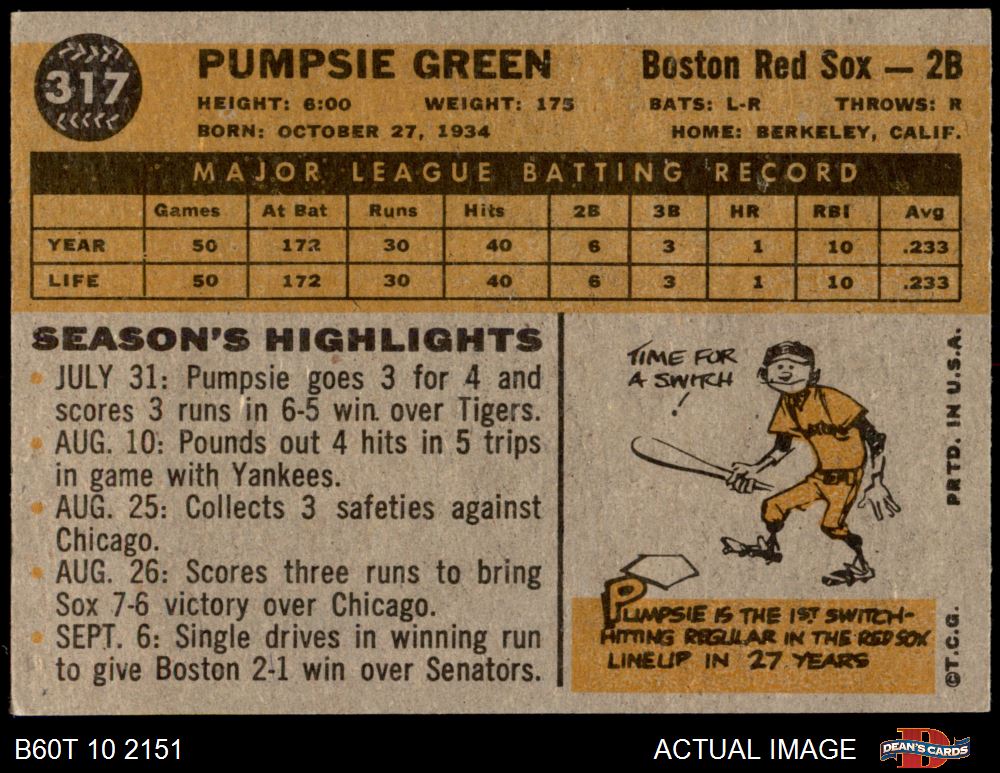 317
PUMPSIE GREEN
Boston Red Sox — 2B
HEIGHT: 6:00 WEIGHT: 175 BATS: L-R THROWS: R
BORN: OCTOBER 27, 1934 HOME: BERKELEY, CALIF.
MAJOR LEAGUE BATTING RECORD
Games At Bat Runs Hits 2B 3B HR RBI Avg
YEAR 50 172 30 40 6 3 1 10 .233
LIFE 50 172 30 40 6 3 1 10 .233
SEASON'S HIGHLIGHTS
JULY 31: Pumpsie goes 3 for 4 and
scores 3 runs in 6-5 win over Tigers.
AUG. 10: Pounds out 4 hits in 5 trips
in game with Yankees.
AUG. 25: Collects 3 safeties against
Chicago.
AUG. 26: Scores three runs to bring
Sox 7-6 victory over Chicago.
SEPT. 6: Single drives in winning run
to give Boston 2-1 win over Senators.
TIME FOR
A SWITCH
!
PUMPSIE IS THE 1ST SWITCH-
HITTING REGULAR IN THE RED SOX
LINEUP IN 27 YEARS
©T.C.G. PRTD. IN U.S.A.
B60T 10 2151
ACTUAL IMAGE
DEAN'S CARDS